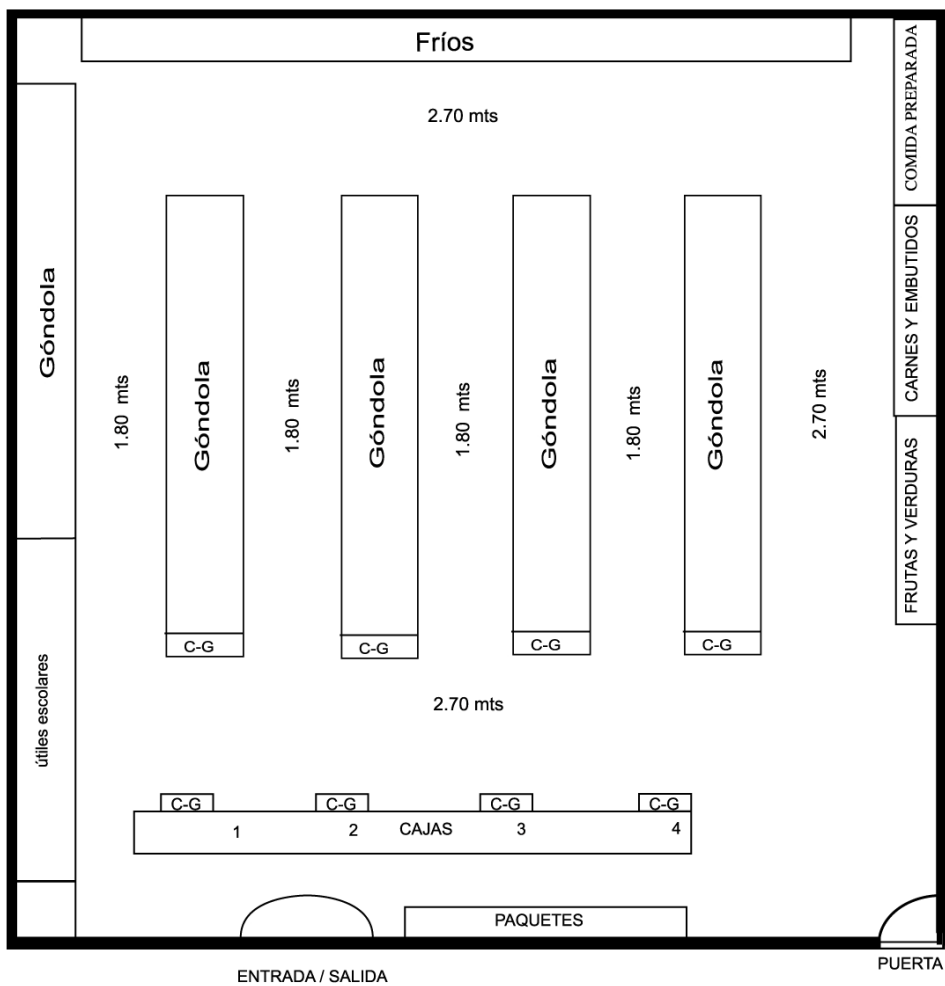 Fríos
COMIDA PREPARADA
2.70 mts
CARNES Y EMBUTIDOS
Góndola
1.80 mts
Góndola
1.80 mts
Góndola
1.80 mts
Góndola
1.80 mts
Góndola
2.70 mts
FRUTAS Y VERDURAS
C-G
C-G
C-G
C-G
útiles escolares
2.70 mts
C-G
C-G
C-G
C-G
1
2
CAJAS
3
4
PAQUETES
PUERTA
ENTRADA / SALIDA